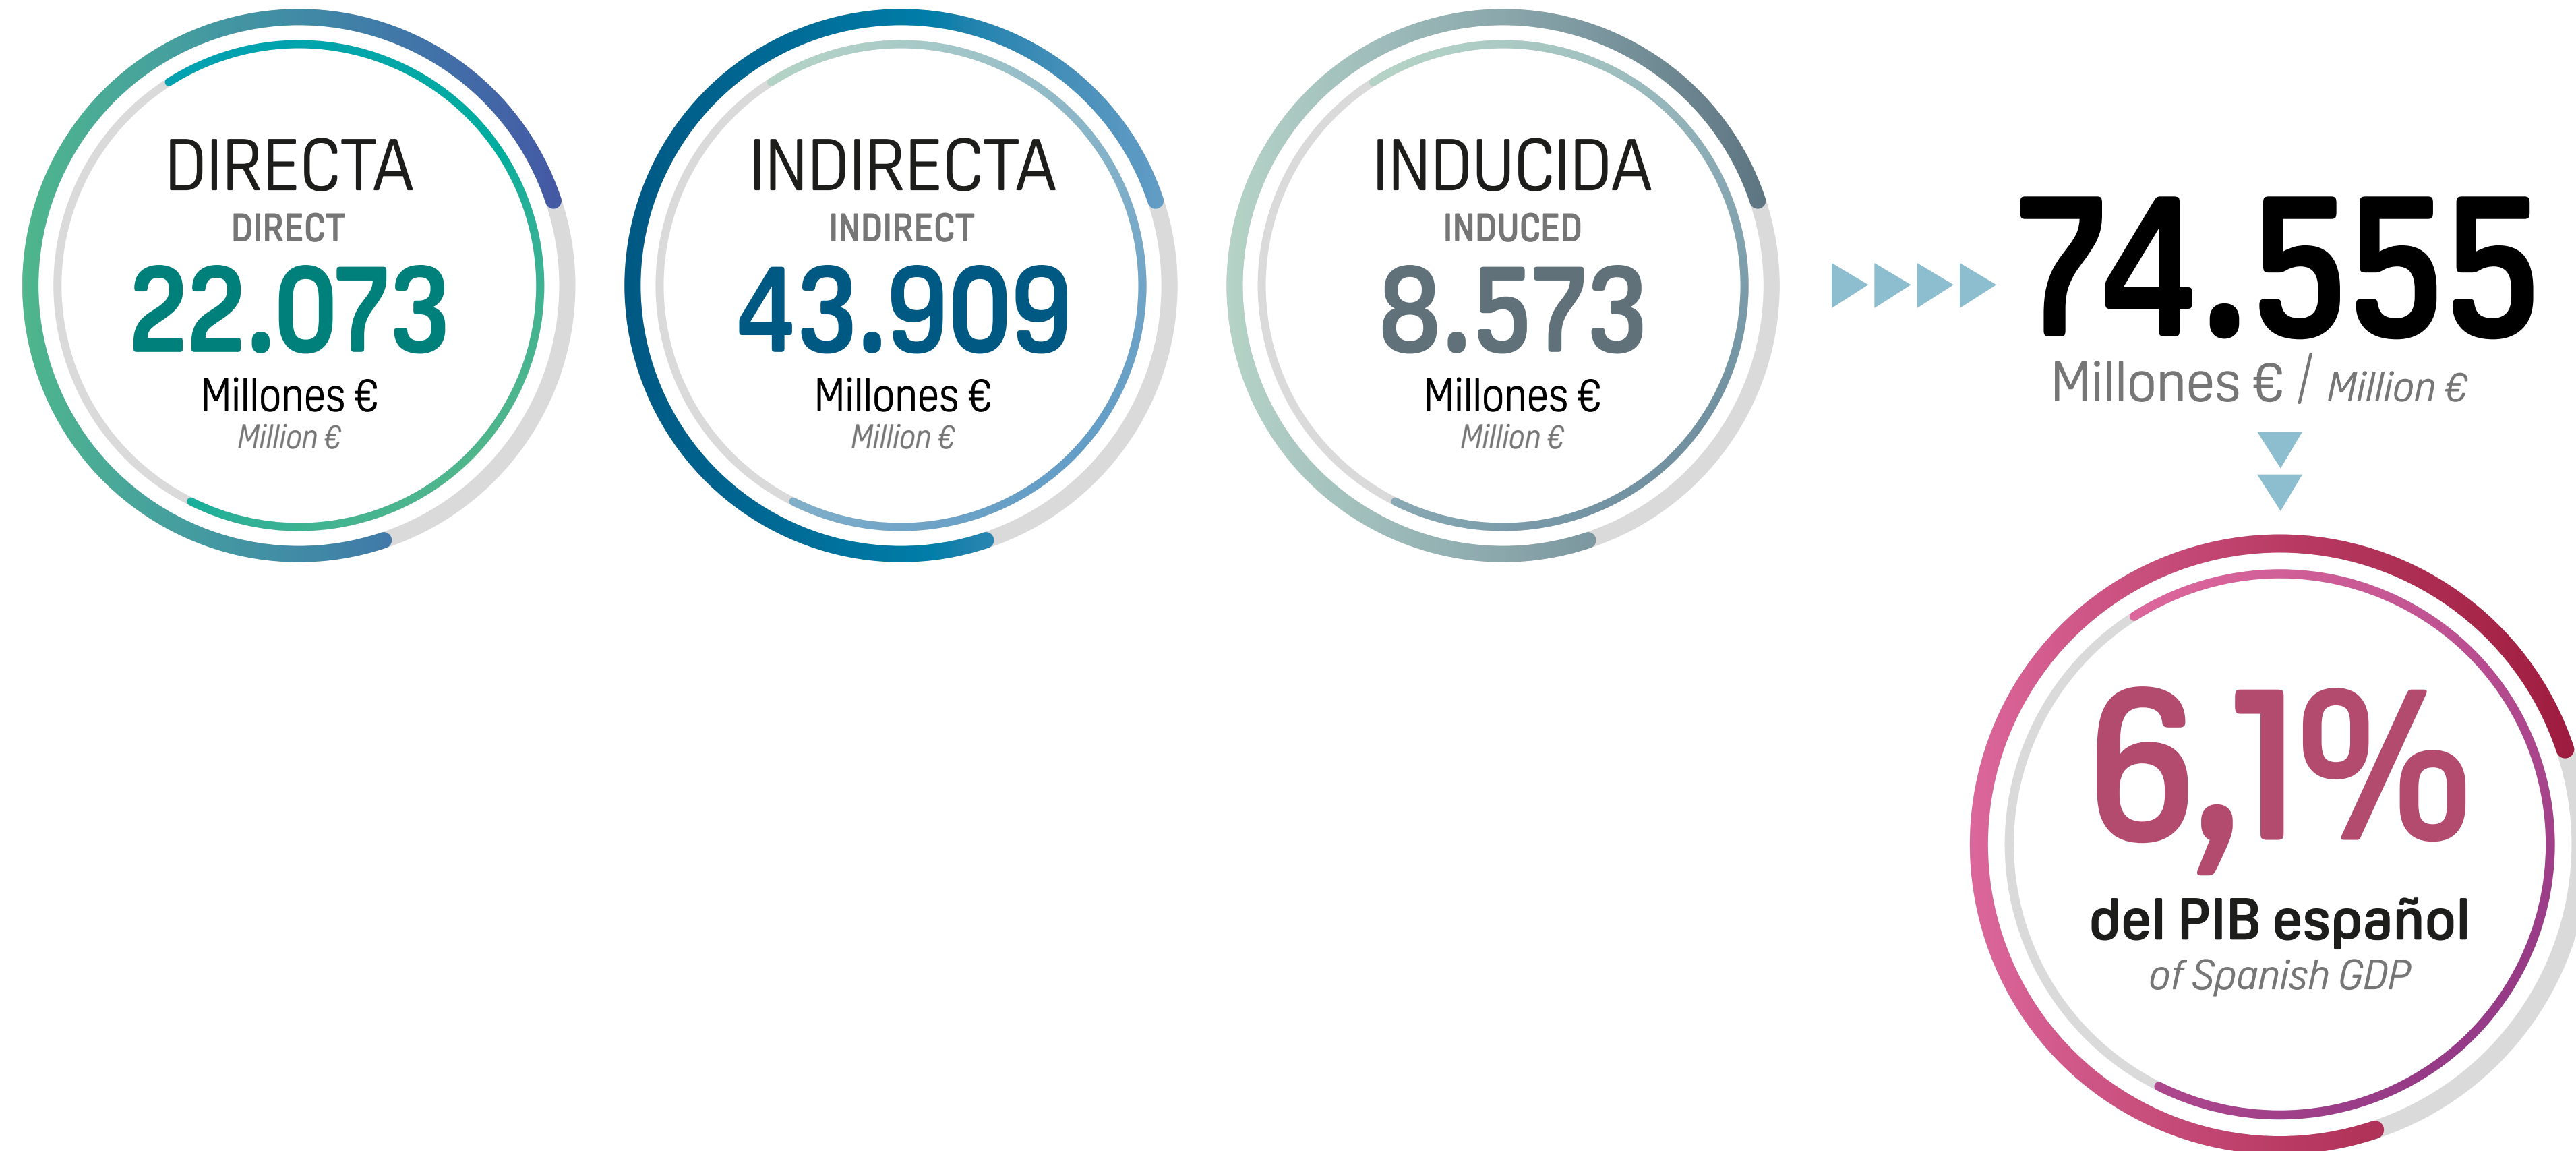 DIRECTA
DIRECT
22.073
Millones €
Million €
INDIRECTA
INDIRECT
43.909
Millones €
Million €
INDUCIDA
INDUCED
8.573
Millones €
Million €
74.555
Millones € / Million €
6,1%
del PIB español
of Spanish GDP